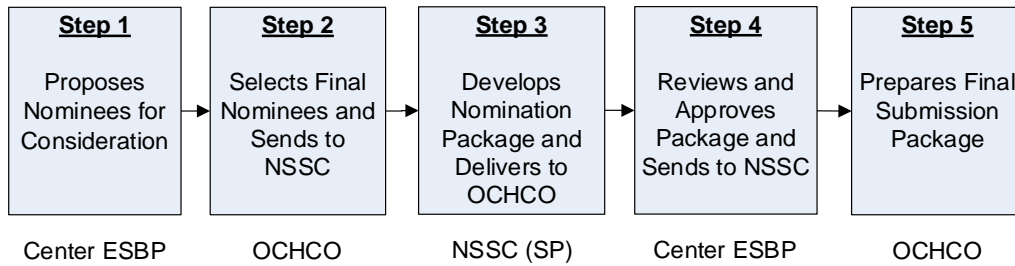 Step 1
Proposes
Nominees for
Consideration
Center ESBP
Step 2
Selects Final
Nominees and
Sends to
NSSC
OCHCO
Step 3
Develops
Nomination
Package and
Delivers to
OCHCO
NSSC (SP)
Step 4
Reviews and
Approves
Package and
Sends to NSSC
Center ESBP
Step 5
Prepares Final
Submission
Package
OCHCO